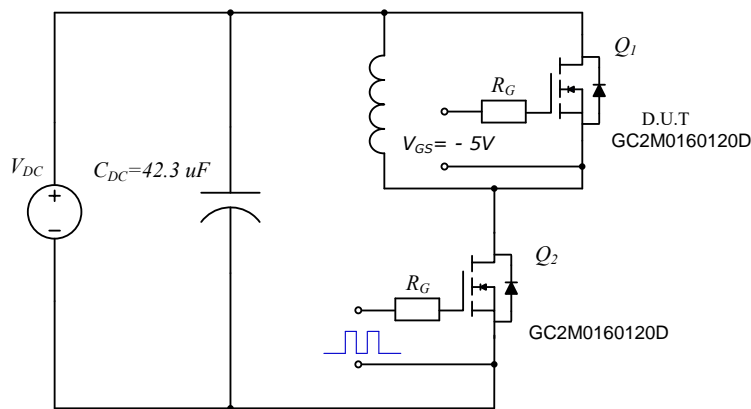 Q1
RG
D.U.T
VGS= - 5V
GC2M0160120D
VDC
CDC=42.3 uF
+
−
Q2
RG
GC2M0160120D